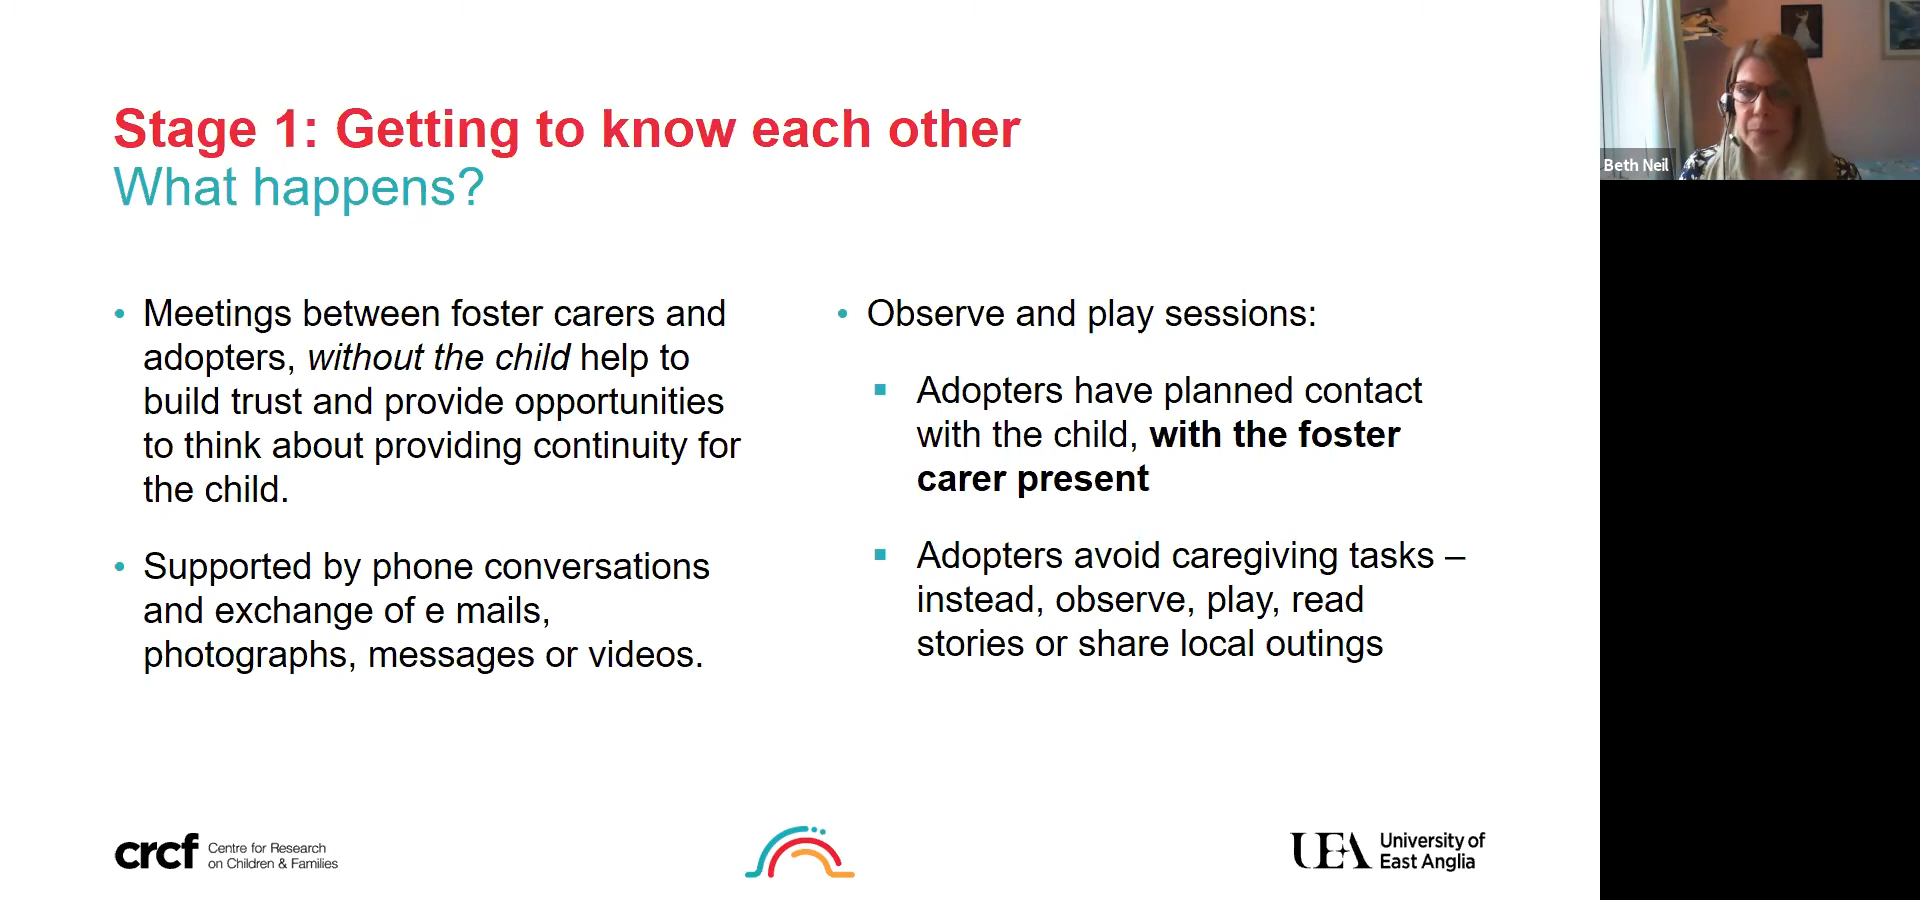 Stage 1: Getting to know each other
What happens?
• Meetings between foster carers and
adopters, without the child help to
build trust and provide opportunities
to think about providing continuity for
the child.
• Supported by phone conversations
and exchange of e mails,
photographs, messages or videos.
• Observe and play sessions:
▪ Adopters have planned contact
with the child, with the foster
carer present
▪ Adopters avoid caregiving tasks –
instead, observe, play, read
stories or share local outings
crcf
Centre for Research
on Children & Families
UEA
University of
East Anglia
Beth Neil